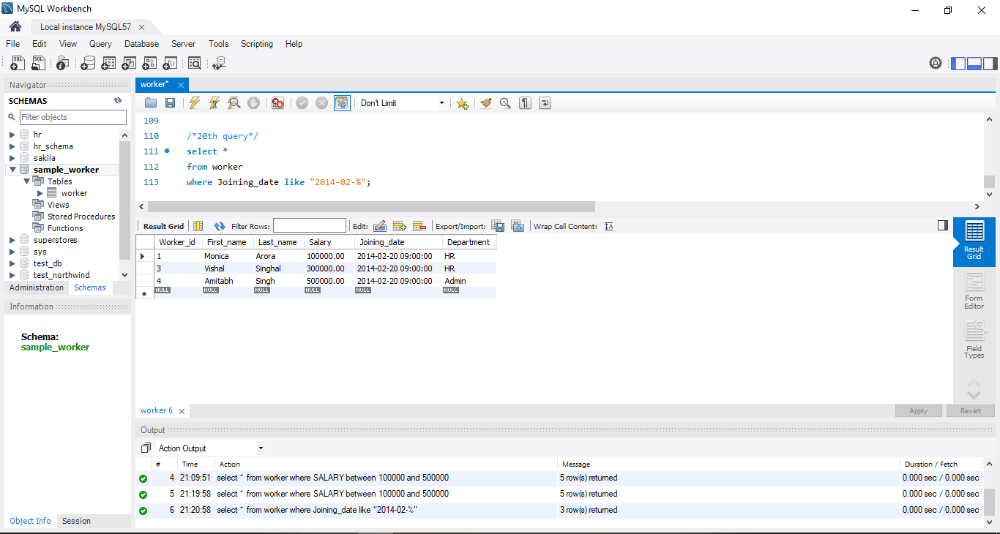 MySQL Workbench
Local instance MySQL57
File Edit View Query Database Server Tools Scripting Help
Navigator
SCHEMAS
Filter objects
hr
hr_schema
sakila
sample_worker
Tables
worker
Views
Stored Procedures
Functions
superstores
sys
test_db
test_northwind
Administration Schemas
Information
Schema:
sample_worker
Object Info Session
worker*
Don't Limit
109
110 /*20th query*/
111 select *
112 from worker
113 where Joining_date like "2014-02-%";
Result Grid Filter Rows: Edit: Export/Import: Wrap Cell Content:
Worker_id First_name Last_name Salary Joining_date Department
1 Monica Arora 100000.00 2014-02-20 09:00:00 HR
3 Vishal Singhal 300000.00 2014-02-20 09:00:00 HR
4 Amitabh Singh 500000.00 2014-02-20 09:00:00 Admin
NULL NULL NULL NULL NULL NULL
Result
Grid
Form
Editor
Field
Types
worker 6
Apply Revert
Output
Action Output
# Time Action Message Duration / Fetch
4 21:09:51 select * from worker where SALARY between 100000 and 500000 5 row(s) returned 0.000 sec / 0.000 sec
5 21:19:58 select * from worker where SALARY between 100000 and 500000 5 row(s) returned 0.000 sec / 0.000 sec
6 21:20:58 select * from worker where Joining_date like "2014-02-%" 3 row(s) returned 0.000 sec / 0.000 sec